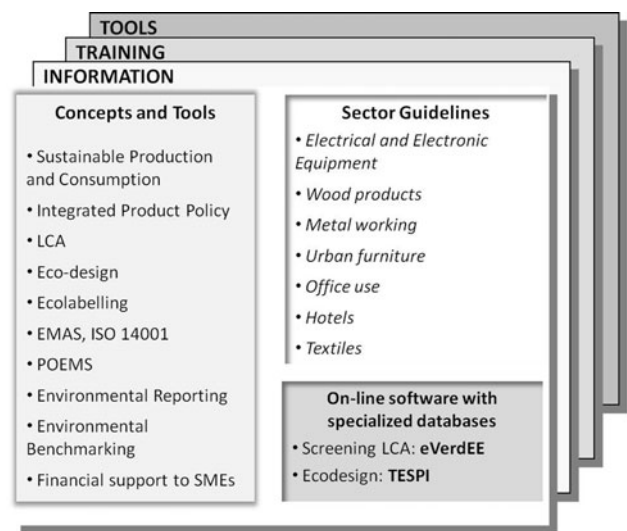 TOOLS
TRAINING
INFORMATION
Concepts and Tools
• Sustainable Production
and Consumption
• Integrated Product Policy
• LCA
• Eco-design
• Ecolabelling
• EMAS, ISO 14001
• POEMS
• Environmental Reporting
• Environmental
Benchmarking
• Financial support to SMEs
Sector Guidelines
• Electrical and Electronic
Equipment
• Wood products
• Metal working
• Urban furniture
• Office use
• Hotels
• Textiles
On-line software with
specialized databases
• Screening LCA: eVerdEE
• Ecodesign: TESPI